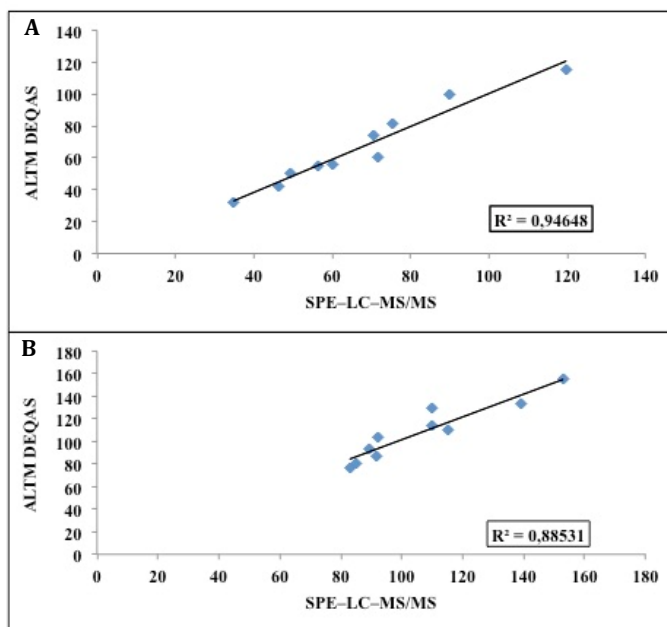 A
140
120
100
80
60
40
20
0
ALTM DEQAS
R² = 0,94648
0 20 40 60 80 100 120 140
SPE–LC–MS/MS
B
180
160
140
120
100
80
60
40
20
0
ALTM DEQAS
R² = 0,88531
0 20 40 60 80 100 120 140 160 180
SPE–LC–MS/MS